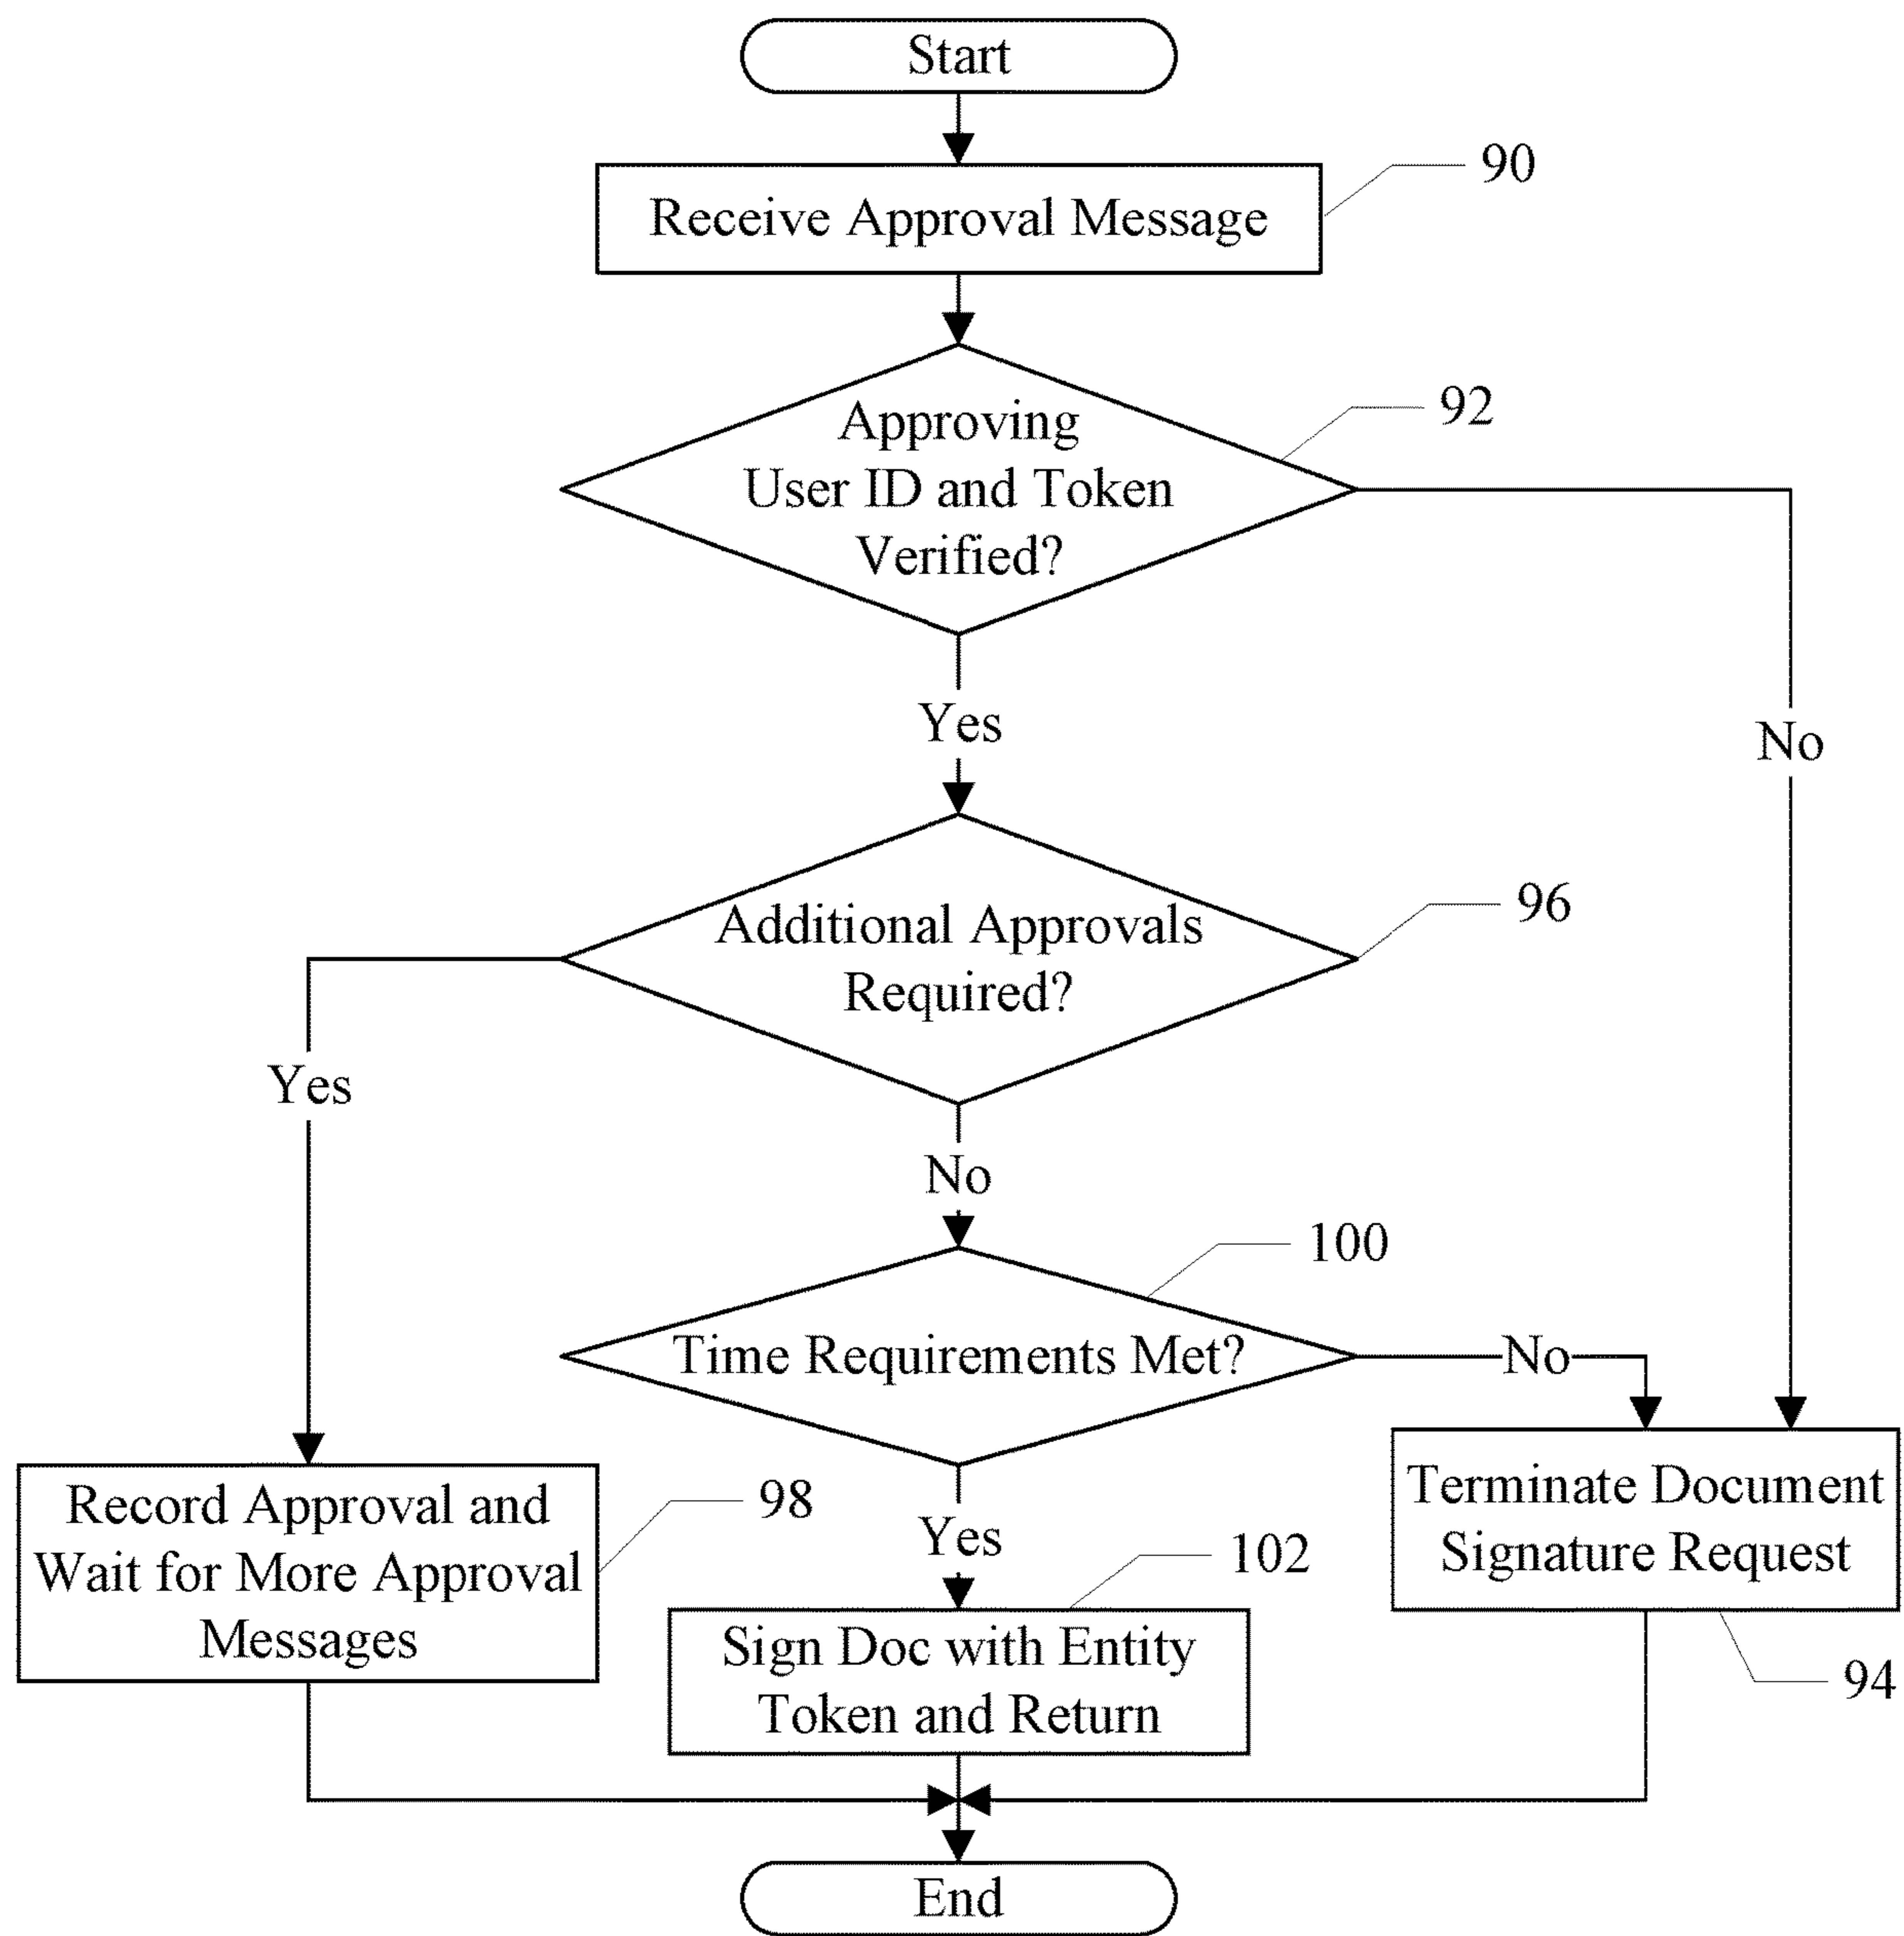 Start
Receive Approval Message
90
Approving
User ID and Token
Verified?
92
Yes
No
Additional Approvals
Required?
96
Yes
No
100
Time Requirements Met?
No
Record Approval and
Wait for More Approval
Messages
98
Yes
102
Terminate Document
Signature Request
94
Sign Doc with Entity
Token and Return
End